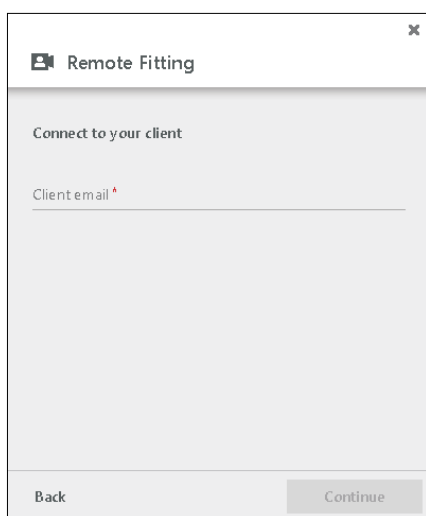 Remote Fitting
Connect to your client
Client email *
Back
Continue